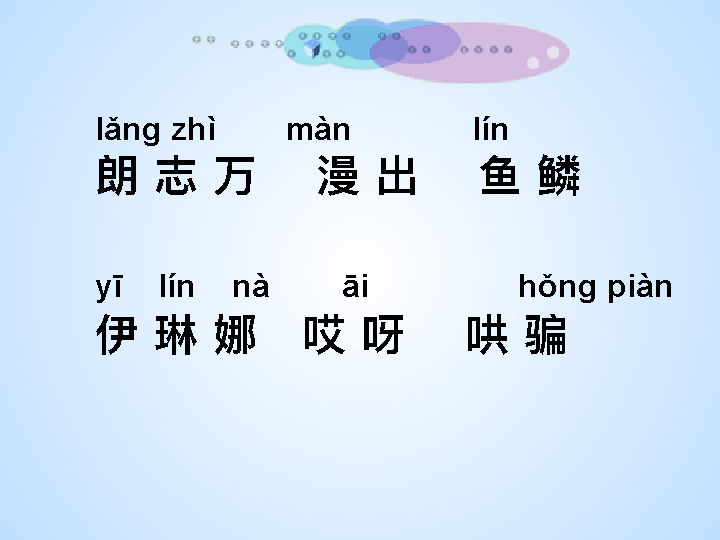 lǎng zhì màn lín
朗 志 万 漫 出 鱼 鳞
yī lín nà āi hǒng piàn
伊 琳 娜 哎 呀 哄 骗